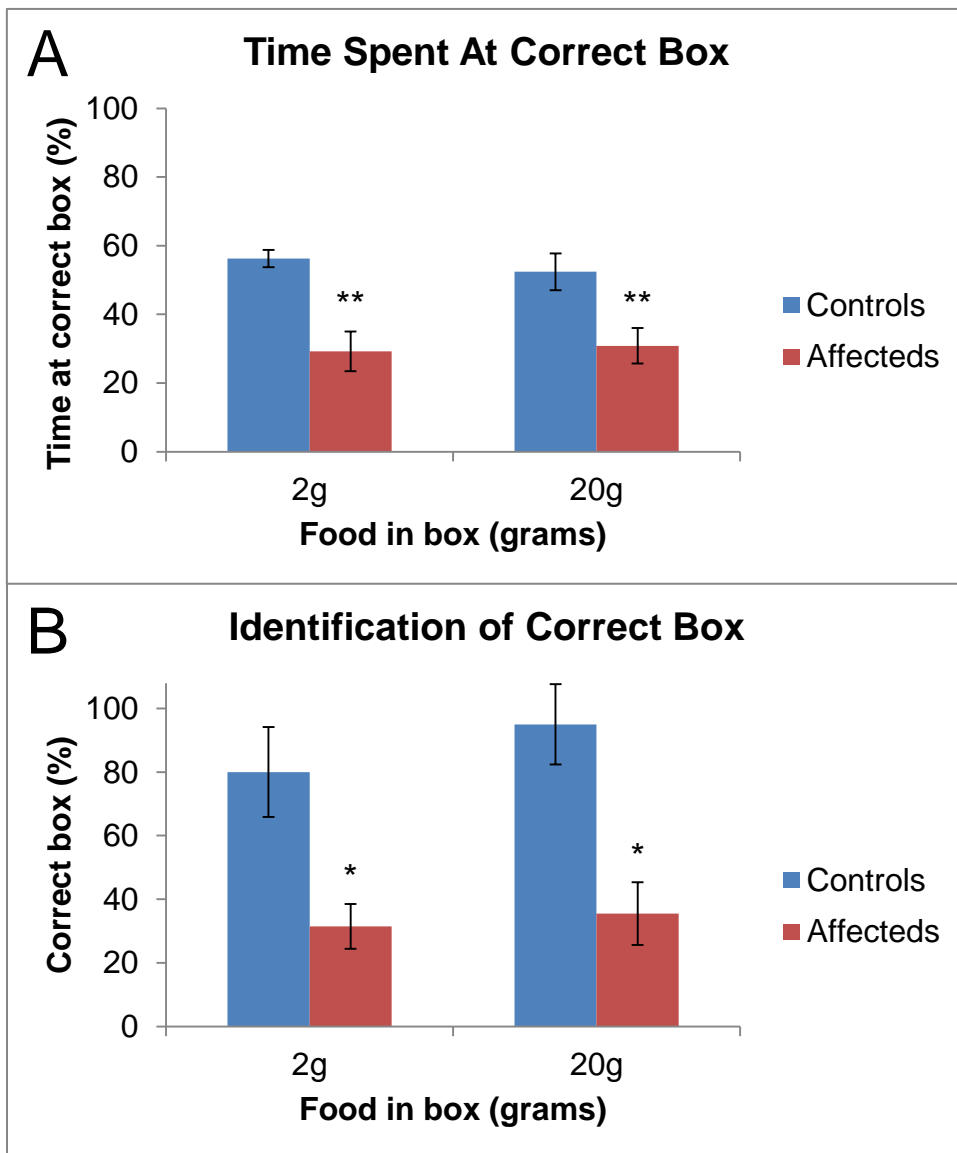 A
Time Spent At Correct Box
Time at correct box (%)
100
80
60
40
20
0
**
**
2g
20g
Food in box (grams)
Controls
Affecteds
B
Identification of Correct Box
Correct box (%)
100
80
60
40
20
0
*
*
2g
20g
Food in box (grams)
Controls
Affecteds